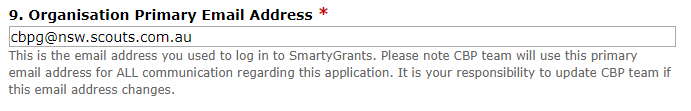 9. Organisation Primary Email Address *
cbpg@nsw.scouts.com.au
This is the email address you used to log in to SmartyGrants. Please note CBP team will use this primary
email address for ALL communication regarding this application. It is your responsibility to update CBP team if
this email address changes.